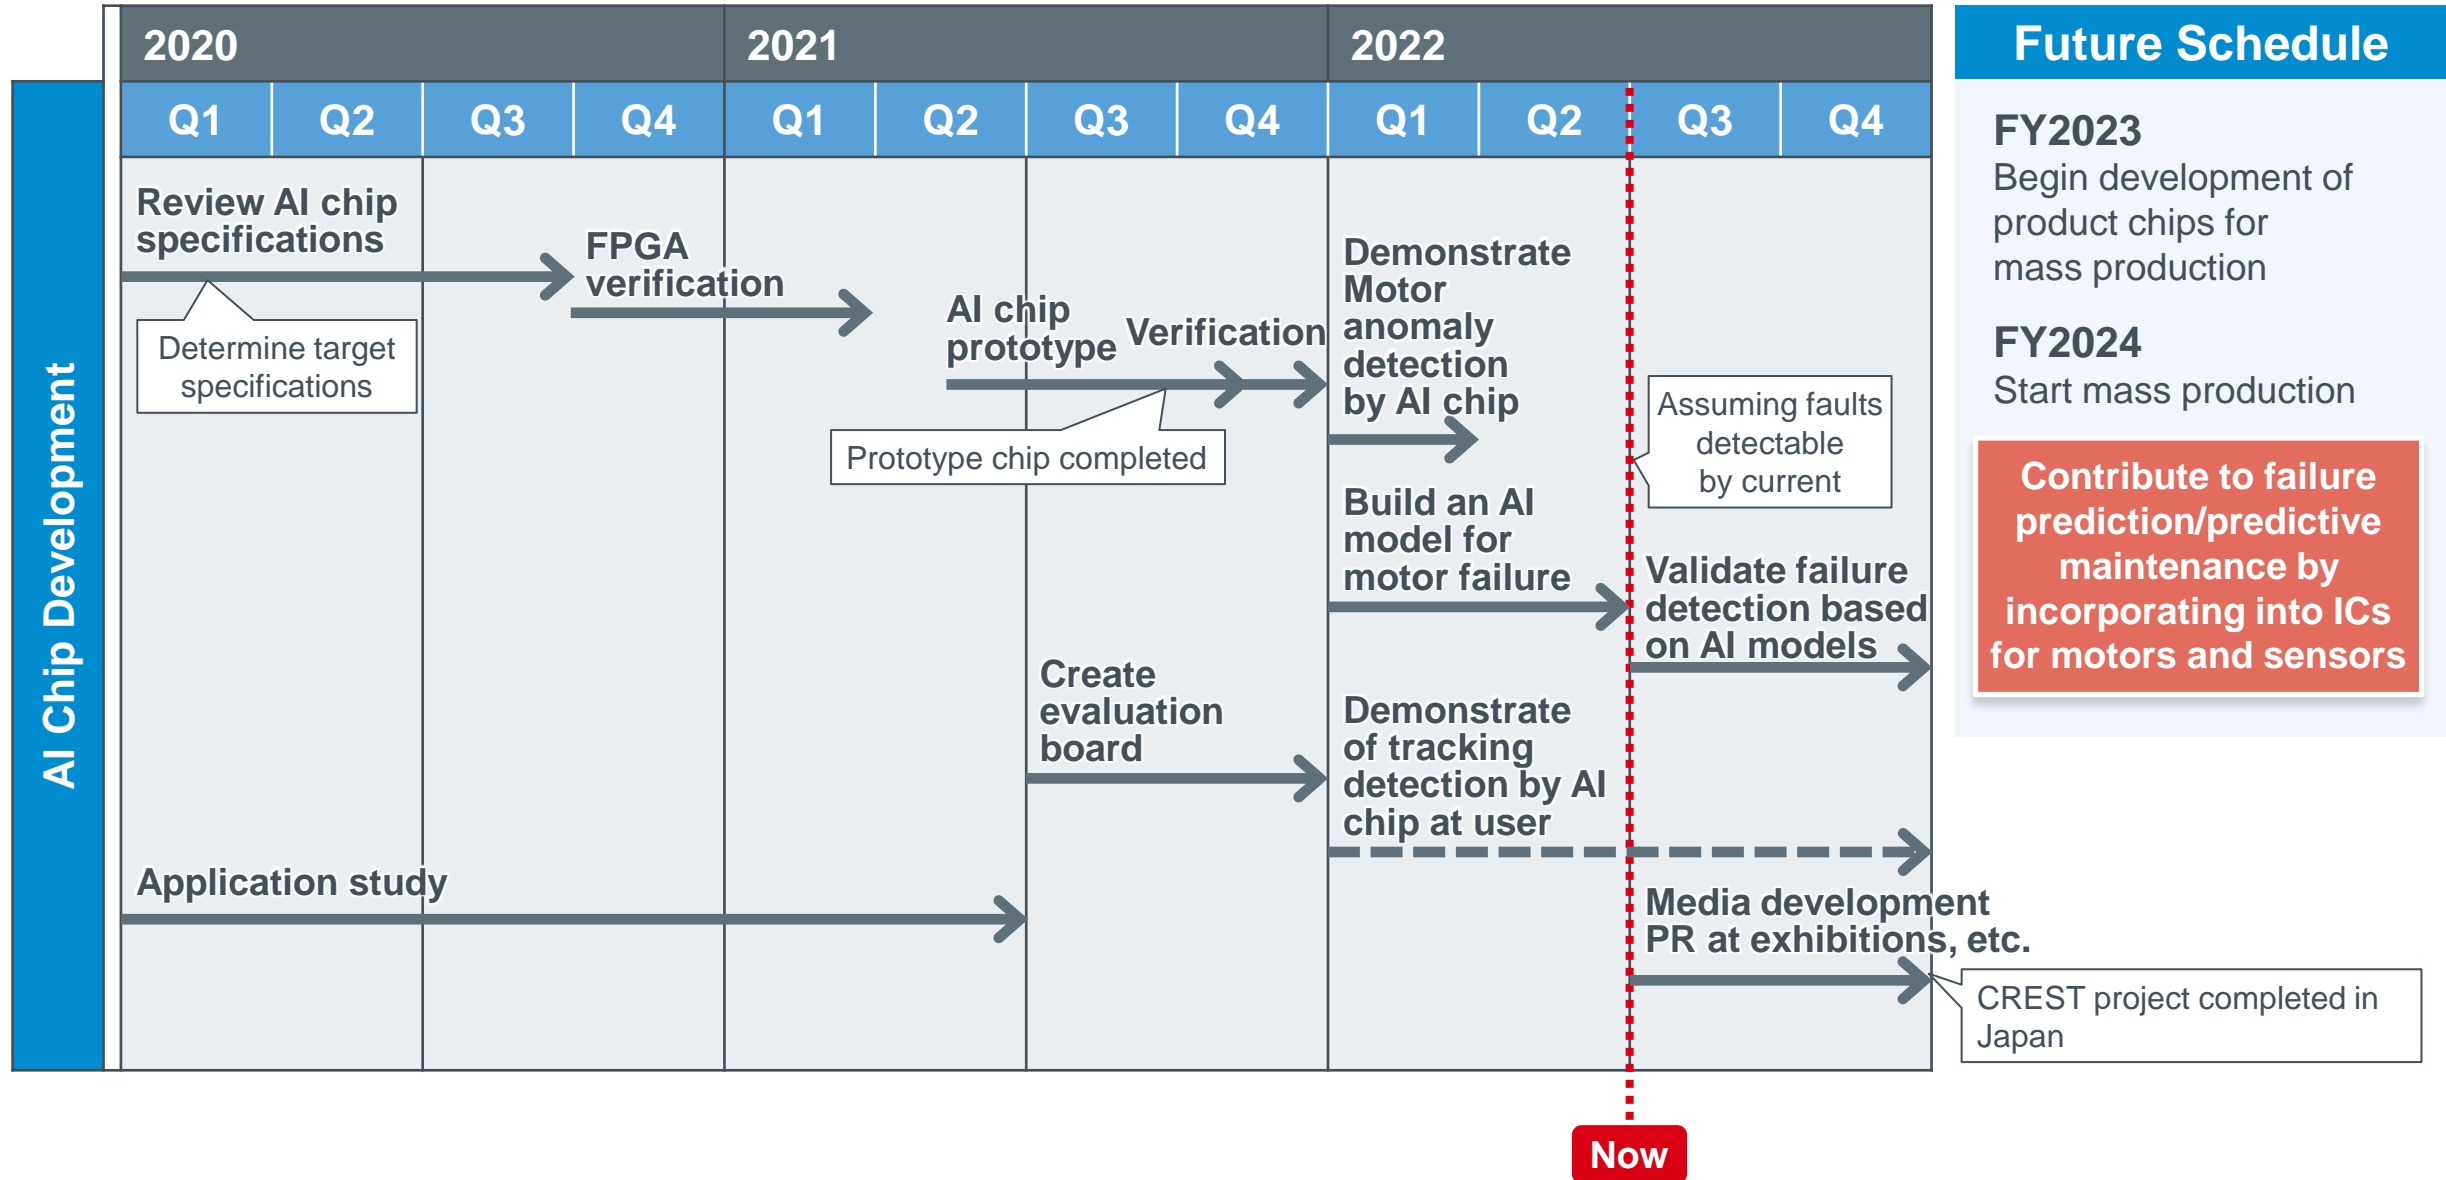 2020
2021
2022
Q1
Q2
Q3
Q4
Q1
Q2
Q3
Q4
Q1
Q2
Q3
Q4
AI Chip Development
Review AI chip
specifications
Determine target
specifications
FPGA
verification
AI chip
prototype
Verification
Prototype chip completed
Demonstrate
Motor
anomaly
detection
by AI chip
Assuming faults
detectable
by current
Build an AI
model for
motor failure
Validate failure
detection based
on AI models
Create
evaluation
board
Demonstrate
of tracking
detection by AI
chip at user
Application study
Media development
PR at exhibitions, etc.
CREST project completed in
Japan
Now
Future Schedule
FY2023
Begin development of
product chips for
mass production
FY2024
Start mass production
Contribute to failure
prediction/predictive
maintenance by
incorporating into ICs
for motors and sensors